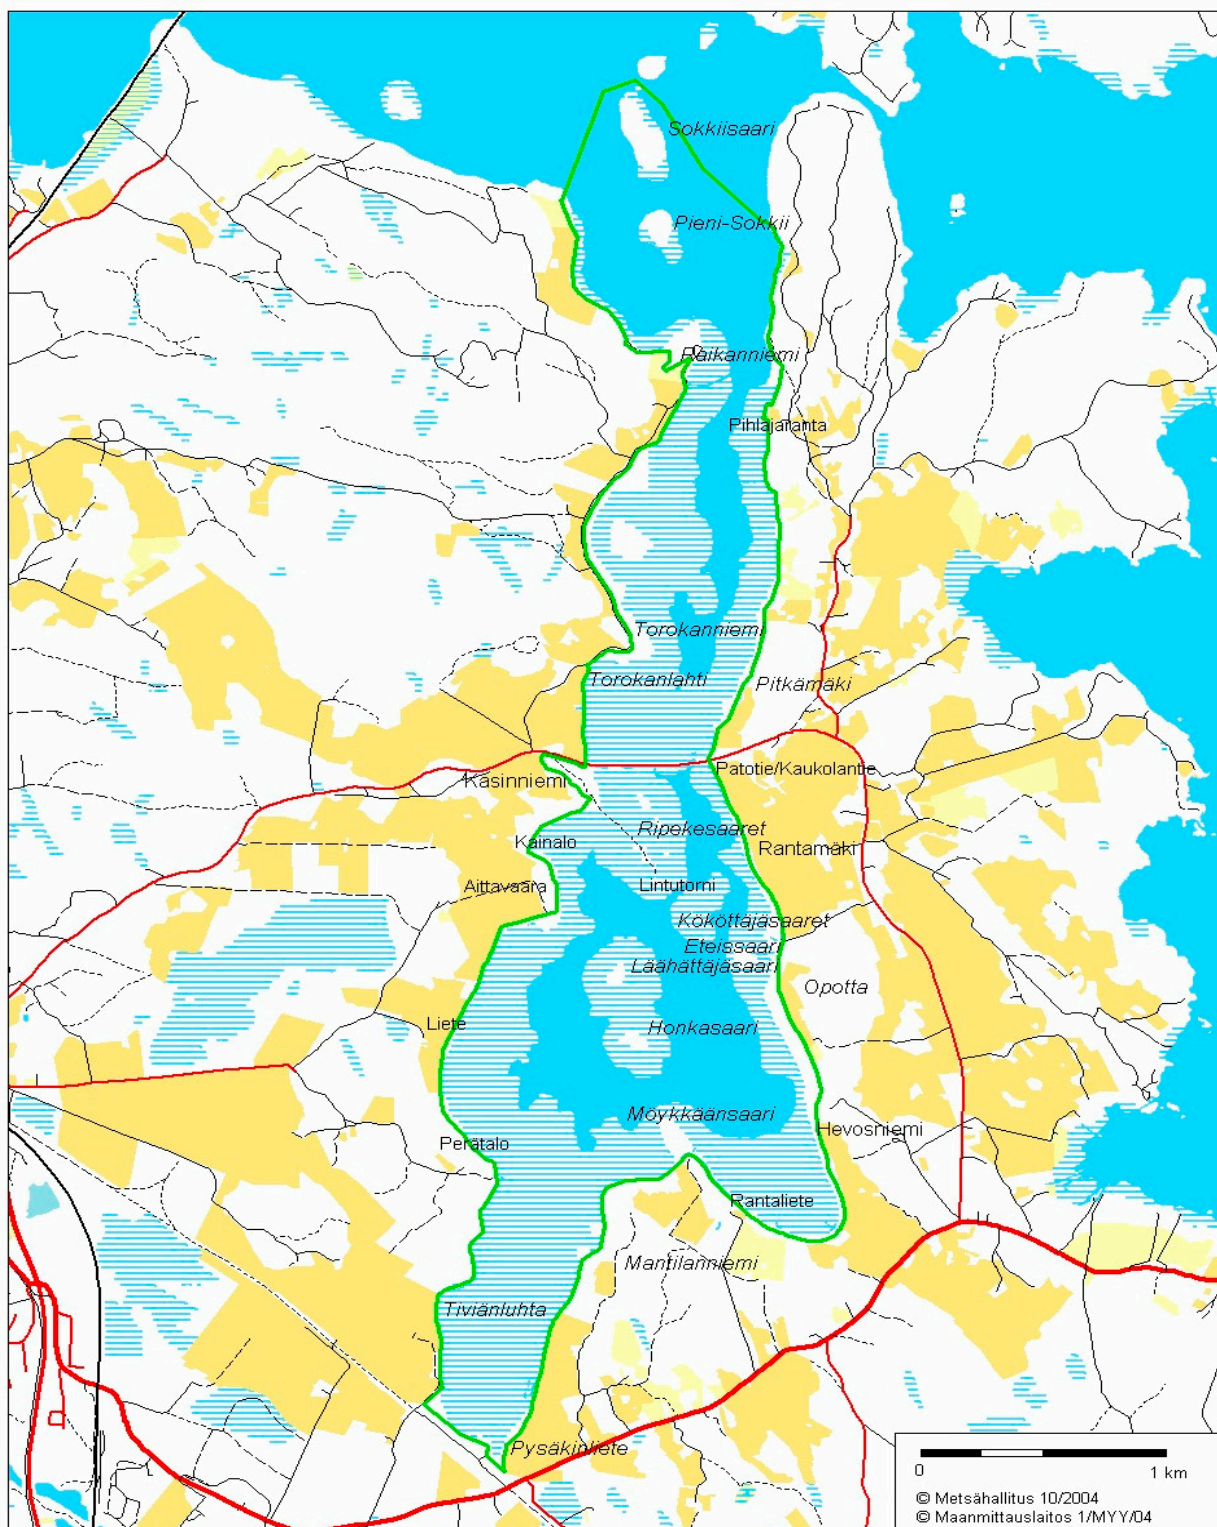 Sokkiisaari
Pieni-Sokkii
Raikanniemi
Pihlajaranta
Torokanniemi
Torokanlahti
Pitkämäki
Patotie/Kaukolantie
Käsinniemi
Ripekesaaret
Kainalo
Rantamäki
Aittavaara
Lintutorni
Kököttäjäsaaret
Eteissaari
Läähättäjäsaari
Opotta
Liete
Honkasaari
Möykkäänsaari
Hevosniemi
Perätalo
Rantaliete
Mantilanniemi
Tiviänluhta
Pysäkinliete
0 1 km
© Metsähallitus 10/2004
© Maanmittauslaitos 1/MYY/04